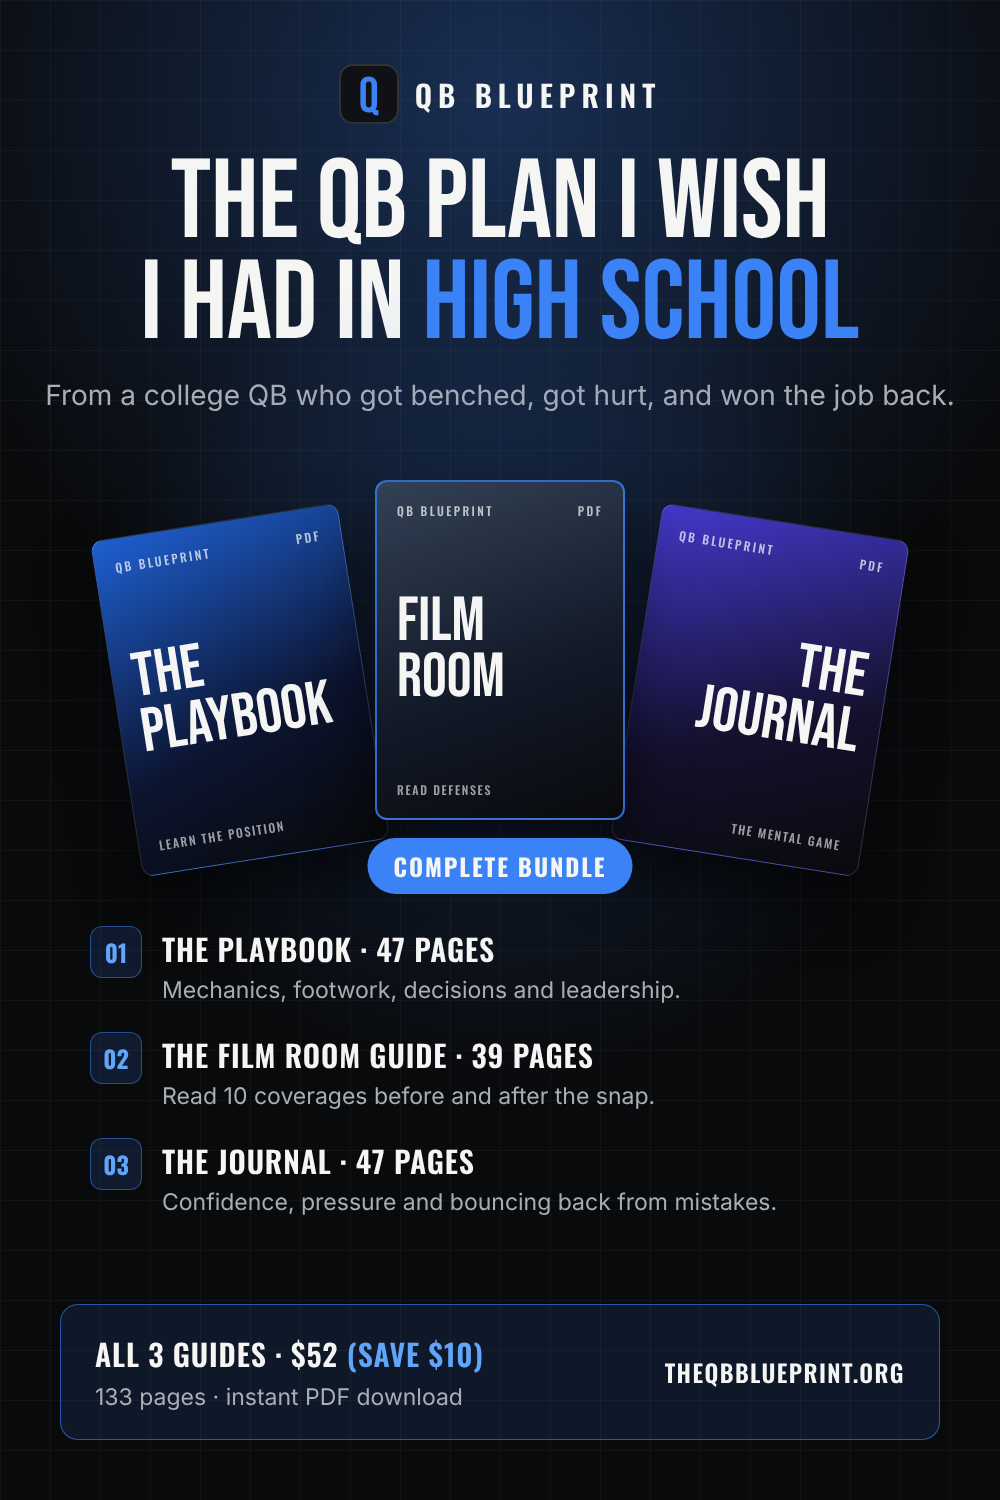 Q QB BLUEPRINT
THE QB PLAN I WISH
I HAD IN HIGH SCHOOL
From a college QB who got benched, got hurt, and won the job back.
QB BLUEPRINT PDF
THE
PLAYBOOK
LEARN THE POSITION
QB BLUEPRINT PDF
FILM
ROOM
READ DEFENSES
QB BLUEPRINT PDF
THE
JOURNAL
THE MENTAL GAME
COMPLETE BUNDLE
01 THE PLAYBOOK · 47 PAGES
Mechanics, footwork, decisions and leadership.
02 THE FILM ROOM GUIDE · 39 PAGES
Read 10 coverages before and after the snap.
03 THE JOURNAL · 47 PAGES
Confidence, pressure and bouncing back from mistakes.
ALL 3 GUIDES · $52 (SAVE $10)
133 pages · instant PDF download
THEQBBLUEPRINT.ORG